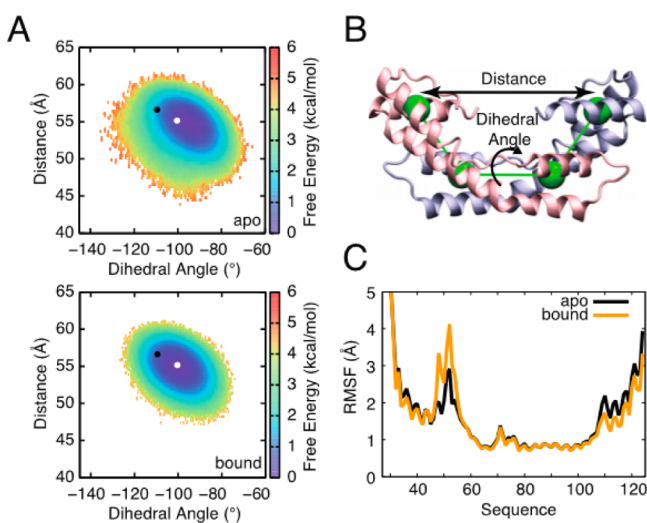 A
65
60
55
50
45
40
Distance (Å)
−140 −120 −100 −80 −60
Dihedral Angle (°)
apo
6
5
4
3
2
1
0
Free Energy (kcal/mol)
65
60
55
50
45
40
Distance (Å)
−140 −120 −100 −80 −60
Dihedral Angle (°)
bound
6
5
4
3
2
1
0
Free Energy (kcal/mol)
B
Distance
Dihedral
Angle
C
5
4
3
2
1
0
RMSF (Å)
apo
bound
40 60 80 100 120
Sequence